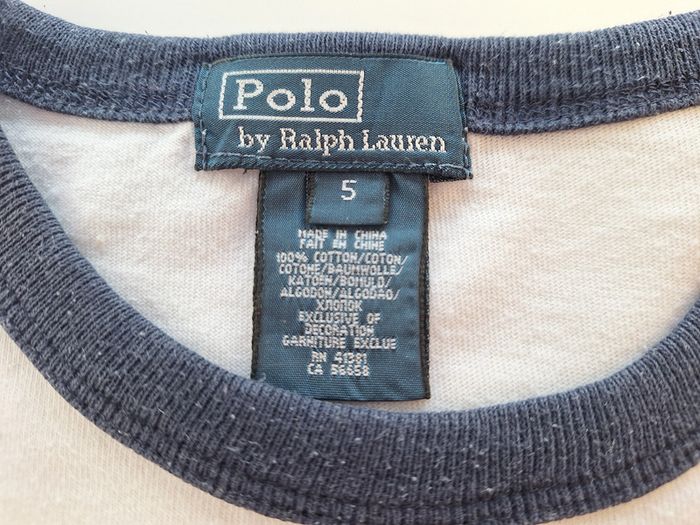 Polo
by Ralph Lauren
5
MADE IN CHINA
FAIT EN CHINE
100% COTTON/COTON/
COTONE/BAUMWOLLE/
KATOEN/BOMULD/
ALGODON/ALGODAO/
ХЛОПОК
EXCLUSIVE OF
DECORATION
GARNITURE EXCLUE
RN 41381
CA 56658